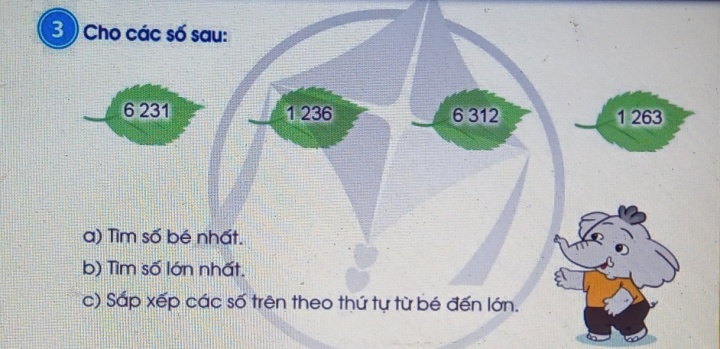 3 Cho các số sau:
6 231 1 236 6 312 1 263
a) Tìm số bé nhất.
b) Tìm số lớn nhất.
c) Sắp xếp các số trên theo thứ tự từ bé đến lớn.